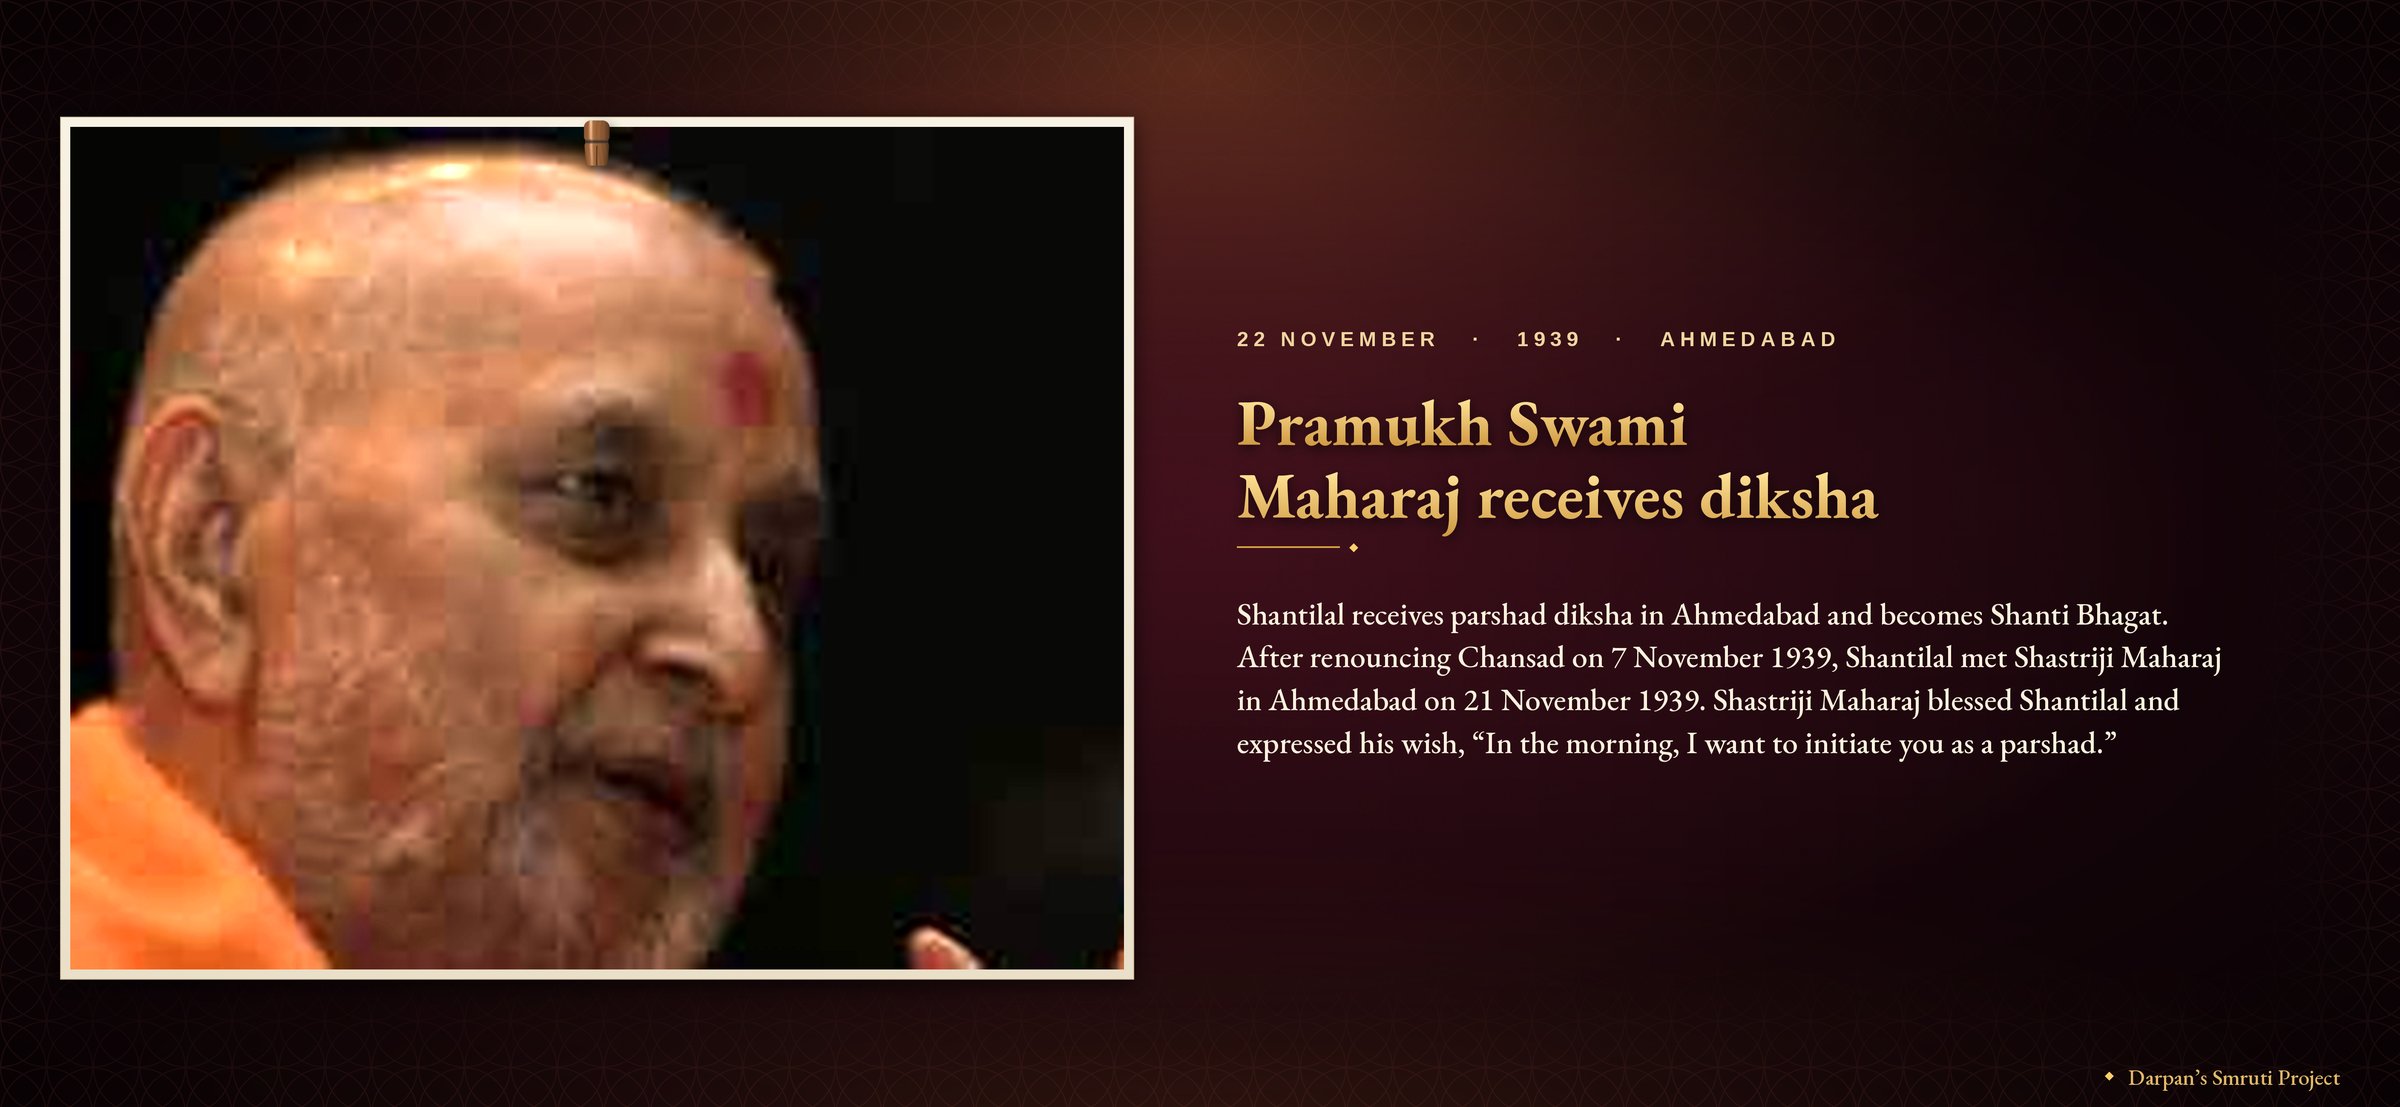 22 NOVEMBER · 1939 · AHMEDABAD
Pramukh Swami
Maharaj receives diksha
Shantilal receives parshad diksha in Ahmedabad and becomes Shanti Bhagat.
After renouncing Chansad on 7 November 1939, Shantilal met Shastriji Maharaj
in Ahmedabad on 21 November 1939. Shastriji Maharaj blessed Shantilal and
expressed his wish, “In the morning, I want to initiate you as a parshad.”
Darpan’s Smruti Project